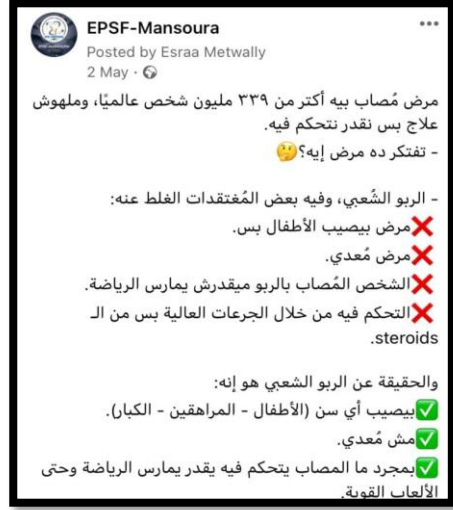 EPSF-Mansoura
Posted by Esraa Metwally
2 May ·
مرض مُصاب بيه أكتر من ٣٣٩ مليون شخص عالميًا، وملهوش
علاج بس نقدر نتحكم فيه.
- تفتكر ده مرض إيه؟🤔
- الربو الشُعبي، وفيه بعض المُغتقدات الغلط عنه:
❌مرض بيصيب الأطفال بس.
❌مرض مُعدي.
❌الشخص المُصاب بالربو ميقدرش يمارس الرياضة.
❌التحكم فيه من خلال الجرعات العالية بس من الـ
steroids.
والحقيقة عن الربو الشعبي هو إنه:
✅بيصيب أي سن (الأطفال - المراهقين - الكبار).
✅مش مُعدي.
✅بمجرد ما المصاب يتحكم فيه يقدر يمارس الرياضة وحتى
الألعاب القوية.